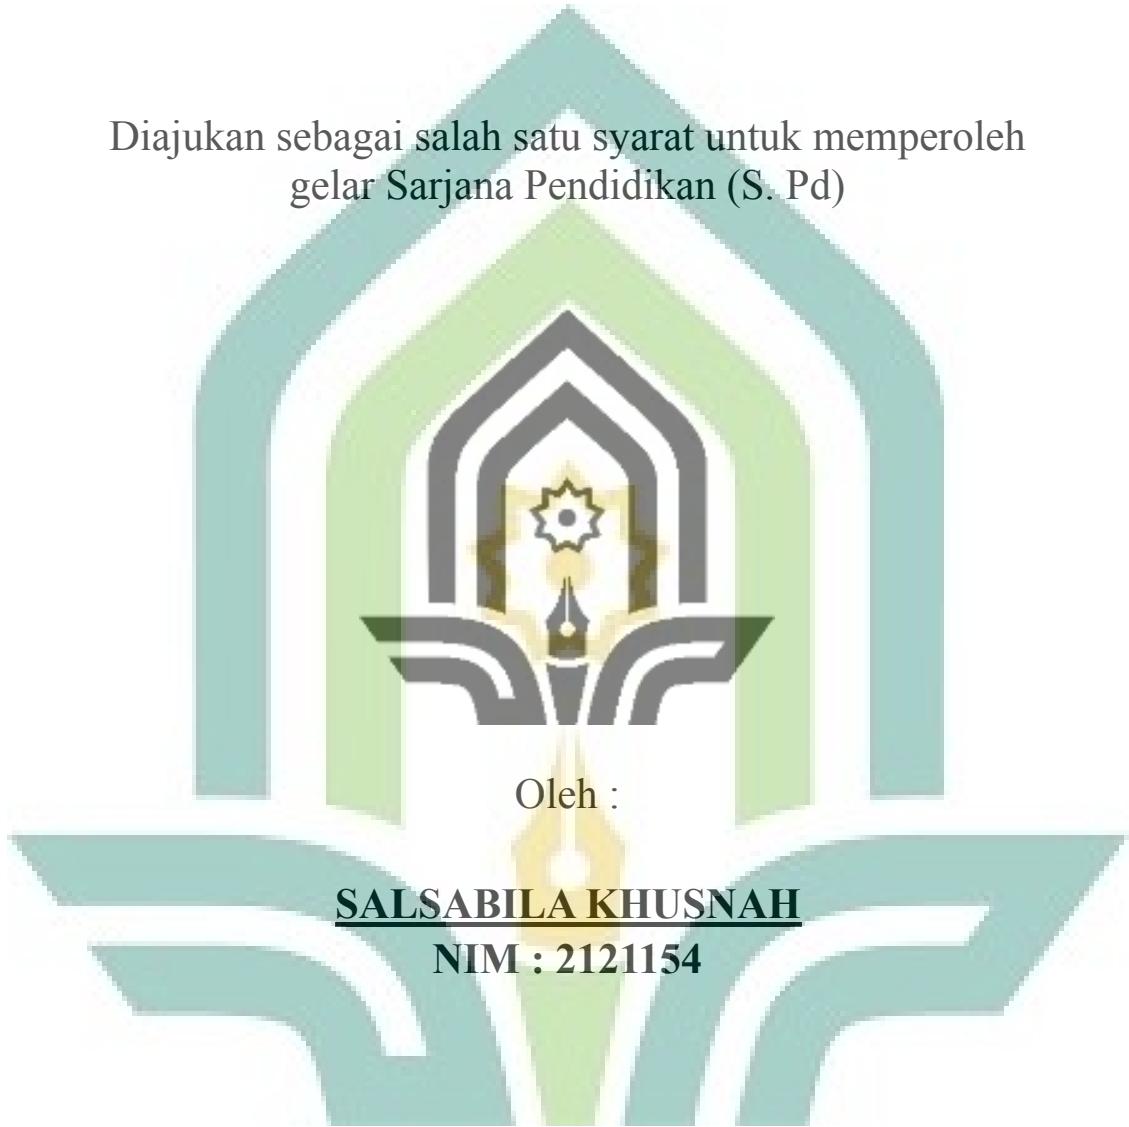 Diajukan sebagai salah satu syarat untuk memperoleh
gelar Sarjana Pendidikan (S. Pd)
Oleh :
SALSABILA KHUSNAH
NIM : 2121154